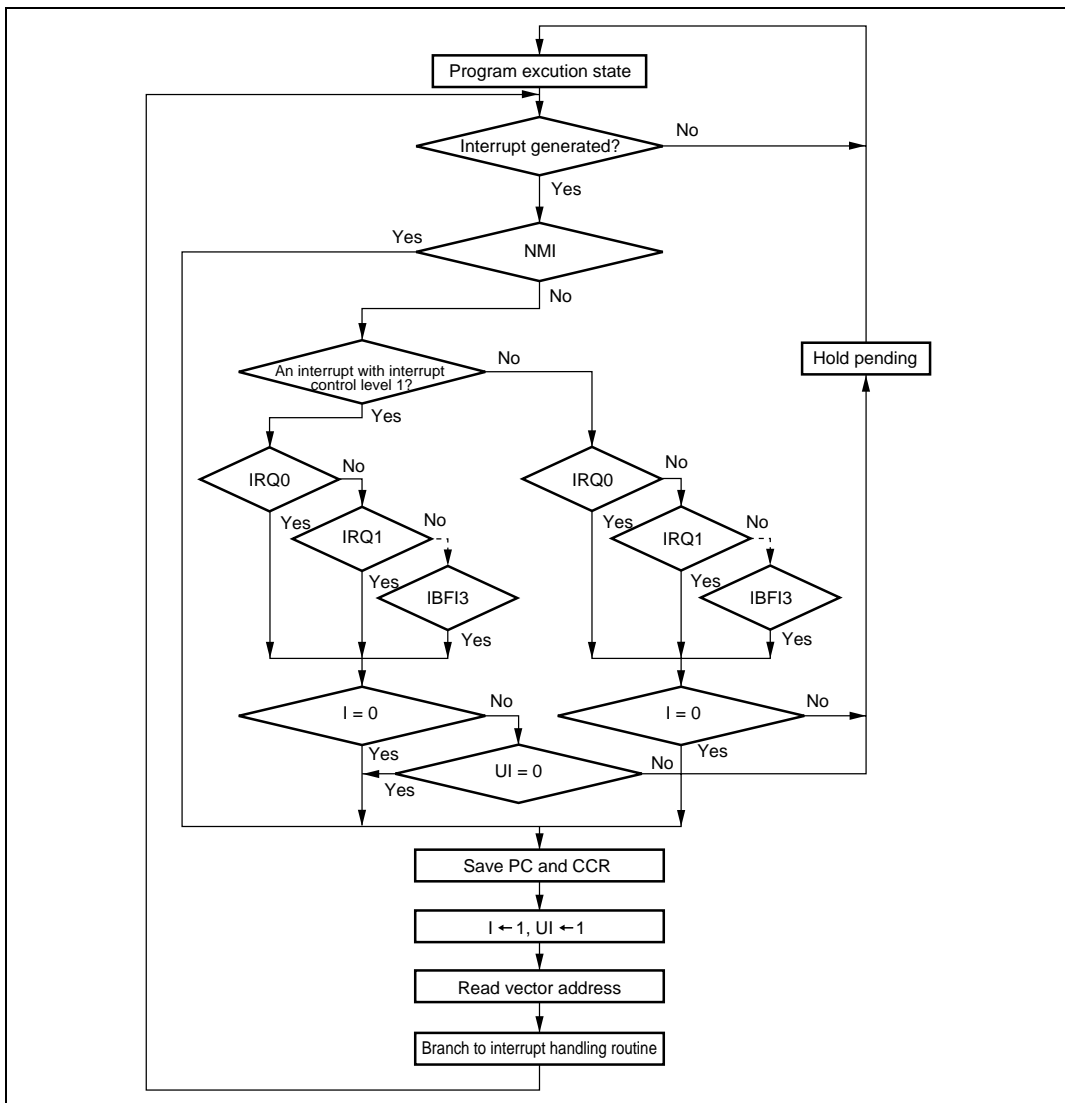 Program excution state
No
Interrupt generated?
Yes
Yes
NMI
No
An interrupt with interrupt
control level 1?
No
Hold pending
Yes
IRQ0
No
IRQ0
No
Yes
IRQ1
No
Yes
IRQ1
No
Yes
IBFI3
Yes
IBFI3
Yes
Yes
I = 0
No
I = 0
No
Yes
UI = 0
No
Yes
Yes
Save PC and CCR
I ← 1, UI ← 1
Read vector address
Branch to interrupt handling routine